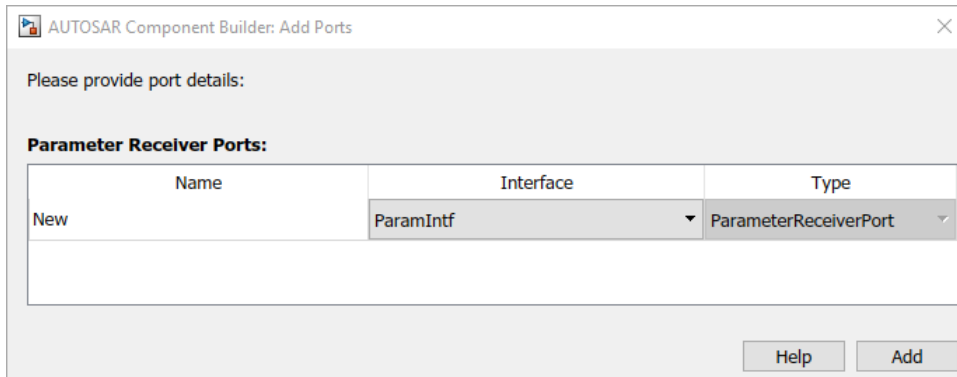 AUTOSAR Component Builder: Add Ports
Please provide port details:
Parameter Receiver Ports:
Name Interface Type
New ParamIntf ParameterReceiverPort
Help Add